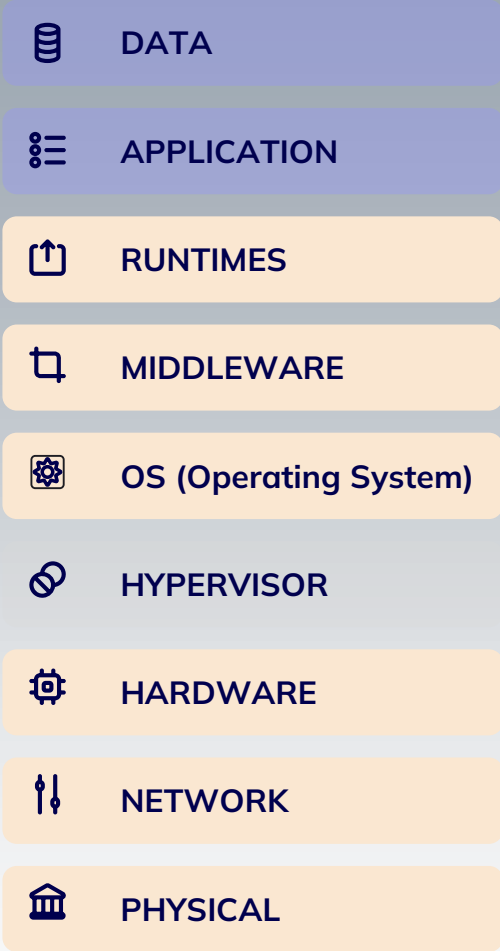 DATA
APPLICATION
RUNTIMES
MIDDLEWARE
OS (Operating System)
HYPERVISOR
HARDWARE
NETWORK
PHYSICAL